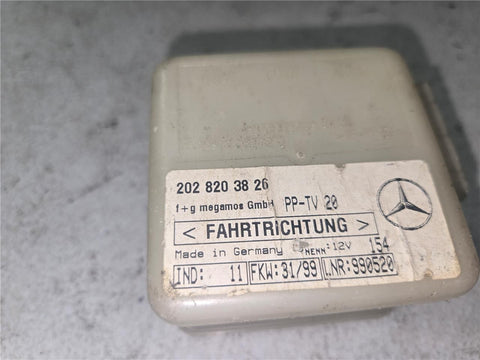 202 820 38 26
f+g megamos GmbH PP-TV 20
< FAHRTRICHTUNG >
Made in Germany NENN:12V 154
IND: 11 FKW:31/99 L.NR:990520